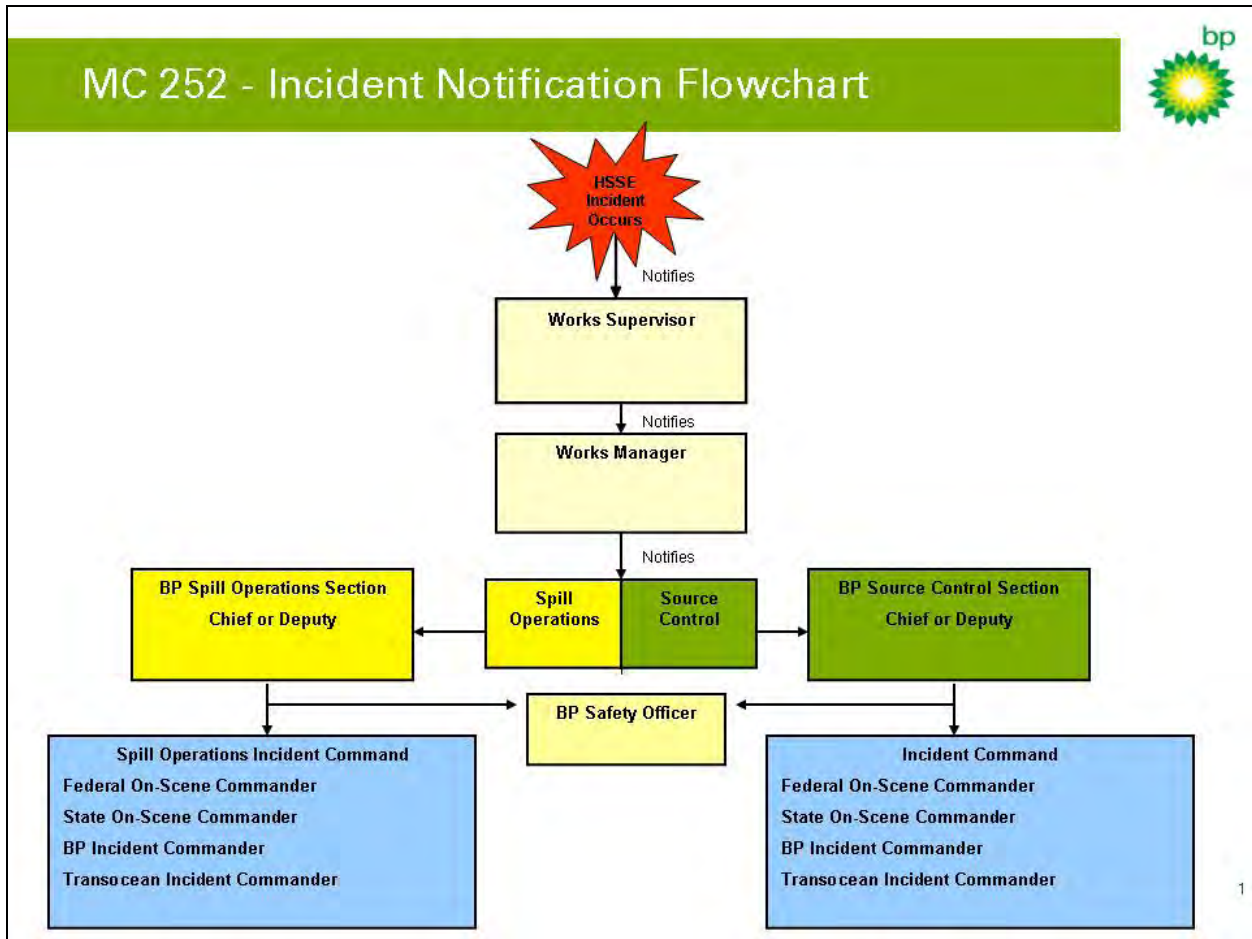 bp
MC 252 - Incident Notification Flowchart
HSSE
Incident
Occurs
Notifies
Works Supervisor
Notifies
Works Manager
Notifies
BP Spill Operations Section
Chief or Deputy
Spill
Operations
Source
Control
BP Source Control Section
Chief or Deputy
BP Safety Officer
Spill Operations Incident Command
Federal On-Scene Commander
State On-Scene Commander
BP Incident Commander
Transocean Incident Commander
Incident Command
Federal On-Scene Commander
State On-Scene Commander
BP Incident Commander
Transocean Incident Commander
1